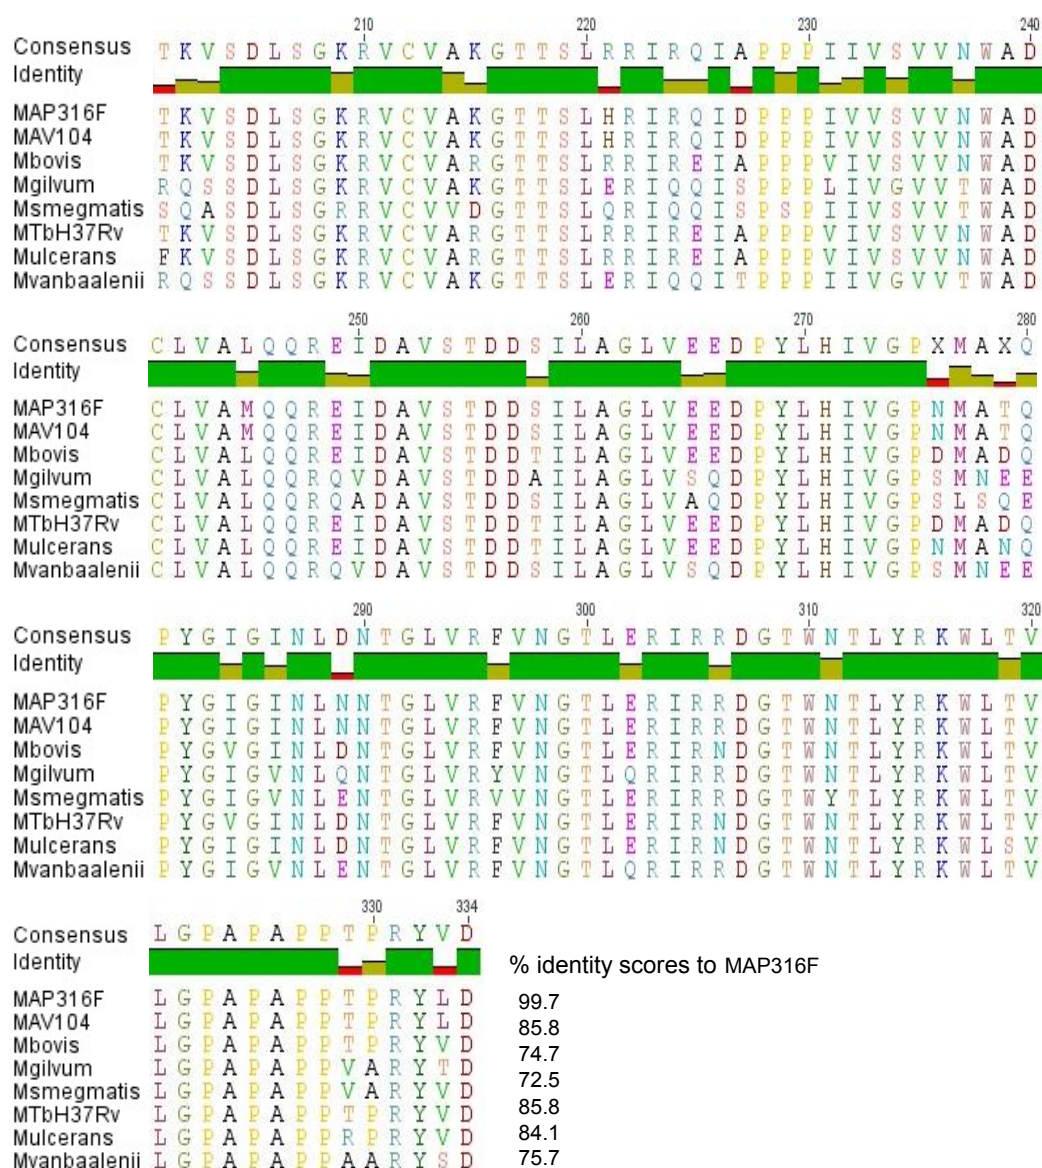 210 220 230 240
Consensus T K V S D L S G K R V C V A K G T T S L R R I R Q I A P P P I I V S V V N W A D
Identity
MAP316F T K V S D L S G K R V C V A K G T T S L H R I R Q I D P P P I V V S V V N W A D
MAV104 T K V S D L S G K R V C V A K G T T S L H R I R Q I D P P P I V V S V V N W A D
Mbovis T K V S D L S G K R V C V A R G T T S L R R I R E I A P P P V I V S V V N W A D
Mgilvum R Q S S D L S G K R V C V A K G T T S L E R I Q Q I S P P P L I V G V V T W A D
Msmegmatis S Q A S D L S G R R V C V V D G T T S L Q R I Q Q I S P S P I I V S V V T W A D
MTbH37Rv T K V S D L S G K R V C V A R G T T S L R R I R E I A P P P V I V S V V N W A D
Mulcerans F K V S D L S G K R V C V A R G T T S L R R I R E I A P P P I I V S V V N W A D
Mvanbaalenii R Q S S D L S G K R V C V A K G T T S L E R I Q Q I T P P P I I V G V V T W A D
250 260 270 280
Consensus C L V A L Q Q R E I D A V S T D D S I L A G L V E E D P Y L H I V G P X M A X Q
Identity
MAP316F C L V A M Q Q R E I D A V S T D D S I L A G L V E E D P Y L H I V G P N M A T Q
MAV104 C L V A M Q Q R E I D A V S T D D S I L A G L V E E D P Y L H I V G P N M A T Q
Mbovis C L V A L Q Q R E I D A V S T D D T I L A G L V E E D P Y L H I V G P D M A D Q
Mgilvum C L V A L Q Q R Q V D A V S T D D A I L A G L V S Q D P Y L H I V G P S M N E E
Msmegmatis C L V A L Q Q R Q A D A V S T D D S I L A G L V A Q D P Y L H I V G P S L S Q E
MTbH37Rv C L V A L Q Q R E I D A V S T D D T I L A G L V E E D P Y L H I V G P D M A D Q
Mulcerans C L V A L Q Q R E I D A V S T D D T I L A G L V E E D P Y L H I V G P N M A N Q
Mvanbaalenii C L V A L Q Q R Q V D A V S T D D S I L A G L V S Q D P Y L H I V G P S M N E E
290 300 310 320
Consensus P Y G I G I N L D N T G L V R F V N G T L E R I R R D G T W N T L Y R K W L T V
Identity
MAP316F P Y G I G I N L N N T G L V R F V N G T L E R I R R D G T W N T L Y R K W L T V
MAV104 P Y G I G I N L N N T G L V R F V N G T L E R I R R D G T W N T L Y R K W L T V
Mbovis P Y G V G I N L D N T G L V R F V N G T L E R I R N D G T W N T L Y R K W L T V
Mgilvum P Y G I G V N L Q N T G L V R Y V N G T L Q R I R R D G T W N T L Y R K W L T V
Msmegmatis P Y G I G V N L E N T G L V R V V N G T L E R I R R D G T W Y T L Y R K W L T V
MTbH37Rv P Y G V G I N L D N T G L V R F V N G T L E R I R N D G T W N T L Y R K W L T V
Mulcerans P Y G I G I N L D N T G L V R F V N G T L E R I R N D G T W N T L Y R K W L S V
Mvanbaalenii P Y G I G V N L E N T G L V R F V N G T L Q R I R R D G T W N T L Y R K W L T V
330 334
Consensus L G P A P A P P T P R Y V D
Identity % identity scores to MAP316F
MAP316F L G P A P A P P T P R Y L D 99.7
MAV104 L G P A P A P P T P R Y L D 85.8
Mbovis L G P A P A P P T P R Y V D 74.7
Mgilvum L G P A P A P P V A R Y T D 72.5
Msmegmatis L G P A P A P P V A R Y V D 85.8
MTbH37Rv L G P A P A P P T P R Y V D 84.1
Mulcerans L G P A P A P P R P R Y V D 75.7
Mvanbaalenii L G P A P A P P A A R Y S D